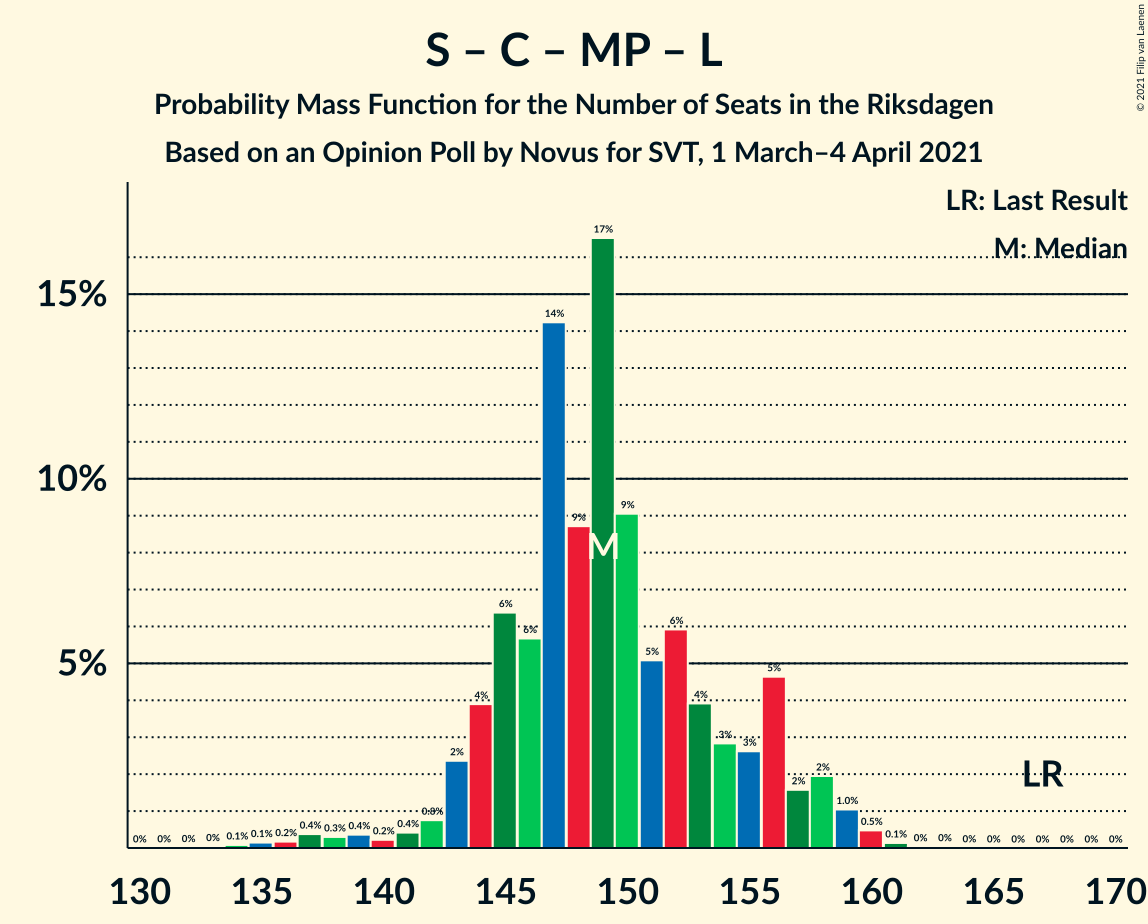 S – C – MP – L
Probability Mass Function for the Number of Seats in the Riksdagen
Based on an Opinion Poll by Novus for SVT, 1 March–4 April 2021
© 2021 Filip van Laenen
LR: Last Result
M: Median
15%
10%
5%
0% 0% 0% 0% 0.1% 0.1% 0.2% 0.4% 0.3% 0.4% 0.2% 0.4% 0.8% 2% 4% 6% 6% 14% 9% 17% 9% 5% 6% 4% 3% 3% 5% 2% 2% 1.0% 0.5% 0.1% 0% 0% 0% 0% 0% 0% 0% 0% 0%
M
LR
130 135 140 145 150 155 160 165 170